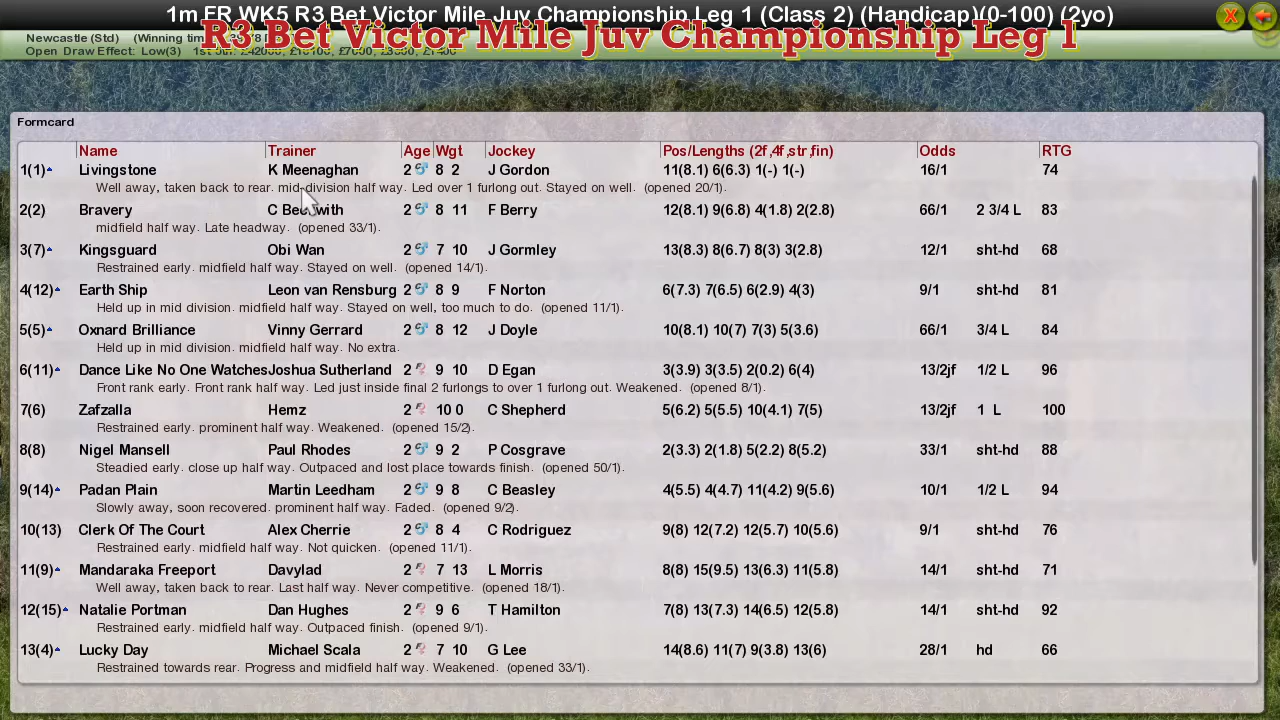 1m FR WK5 R3 Bet Victor Mile Juv Championship Leg 1 (Class 2) (Handicap)(0-100) (2yo)
R3 Bet Victor Mile Juv Championship Leg 1
Newcastle (Std) (Winning
Open Draw Effect: Low(3) 1st
Formcard
Name Trainer Age Wgt Jockey Pos/Lengths (2f,4f,str,fin) Odds RTG
1(1) Livingstone K Meenaghan 2 8 2 J Gordon 11(8.1) 6(6.3) 1(-) 1(-) 16/1 74
Well away, taken back to rear. mid division half way. Led over 1 furlong out. Stayed on well. (opened 20/1).
2(2) Bravery C Beckwith 2 8 11 F Berry 12(8.1) 9(6.8) 4(1.8) 2(2.8) 66/1 2 3/4 L 83
midfield half way. Late headway. (opened 33/1).
3(7) Kingsguard Obi Wan 2 7 10 J Gormley 13(8.3) 8(6.7) 8(3) 3(2.8) 12/1 sht-hd 68
Restrained early. midfield half way. Stayed on well. (opened 14/1).
4(12) Earth Ship Leon van Rensburg 2 8 9 F Norton 6(7.3) 7(6.5) 6(2.9) 4(3) 9/1 sht-hd 81
Held up in mid division. midfield half way. Stayed on well, too much to do. (opened 11/1).
5(5) Oxnard Brilliance Vinny Gerrard 2 8 12 J Doyle 10(8.1) 10(7) 7(3) 5(3.6) 66/1 3/4 L 84
Held up in mid division. midfield half way. No extra.
6(11) Dance Like No One Watches Joshua Sutherland 2 9 10 D Egan 3(3.9) 3(3.5) 2(0.2) 6(4) 13/2jf 1/2 L 96
Front rank early. Front rank half way. Led just inside final 2 furlongs to over 1 furlong out. Weakened. (opened 8/1).
7(6) Zafzalla Hemz 2 10 0 C Shepherd 5(6.2) 5(5.5) 10(4.1) 7(5) 13/2jf 1 L 100
Restrained early. prominent half way. Weakened. (opened 15/2).
8(8) Nigel Mansell Paul Rhodes 2 9 2 P Cosgrave 2(3.3) 2(1.8) 5(2.2) 8(5.2) 33/1 sht-hd 88
Steadied early. close up half way. Outpaced and lost place towards finish. (opened 50/1).
9(14) Padan Plain Martin Leedham 2 9 8 C Beasley 4(5.5) 4(4.7) 11(4.2) 9(5.6) 10/1 1/2 L 94
Slowly away, soon recovered. prominent half way. Faded. (opened 9/2).
10(13) Clerk Of The Court Alex Cherrie 2 8 4 C Rodriguez 9(8) 12(7.2) 12(5.7) 10(5.6) 9/1 sht-hd 76
Restrained early. midfield half way. Not quicken. (opened 11/1).
11(9) Mandaraka Freeport Davylad 2 7 13 L Morris 8(8) 15(9.5) 13(6.3) 11(5.8) 14/1 sht-hd 71
Well away, taken back to rear. Last half way. Never competitive. (opened 18/1).
12(15) Natalie Portman Dan Hughes 2 9 6 T Hamilton 7(8) 13(7.3) 14(6.5) 12(5.8) 14/1 sht-hd 92
Restrained early. midfield half way. Outpaced finish. (opened 9/1).
13(4) Lucky Day Michael Scala 2 7 10 G Lee 14(8.6) 11(7) 9(3.8) 13(6) 28/1 hd 66
Restrained towards rear. Progress and midfield half way. Weakened. (opened 33/1).